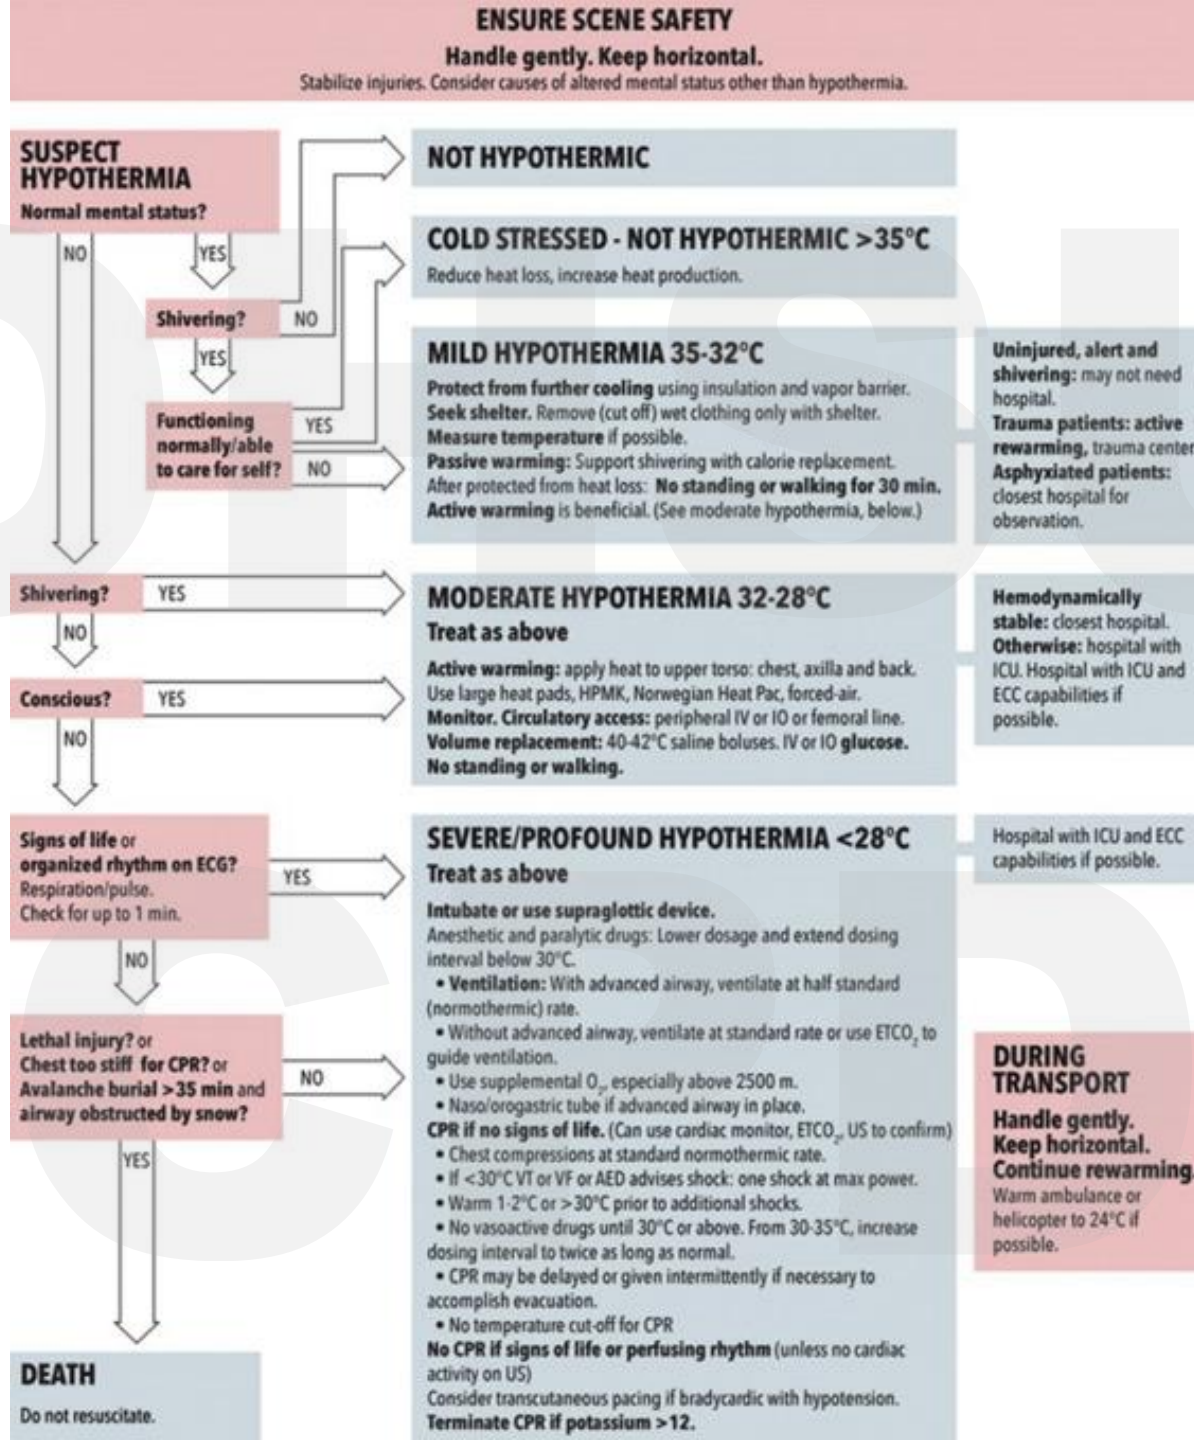 ENSURE SCENE SAFETY
Handle gently. Keep horizontal.
Stabilize injuries. Consider causes of altered mental status other than hypothermia.
SUSPECT
HYPOTHERMIA
Normal mental status?
NO
YES
Shivering?
NO
YES
Functioning
normally/able
to care for self?
YES
NO
NOT HYPOTHERMIC
COLD STRESSED - NOT HYPOTHERMIC >35°C
Reduce heat loss, increase heat production.
MILD HYPOTHERMIA 35-32°C
Protect from further cooling using insulation and vapor barrier.
Seek shelter. Remove (cut off) wet clothing only with shelter.
Measure temperature if possible.
Passive warming: Support shivering with calorie replacement.
After protected from heat loss: No standing or walking for 30 min.
Active warming is beneficial. (See moderate hypothermia, below.)
Uninjured, alert and
shivering: may not need
hospital.
Trauma patients: active
rewarming, trauma center
Asphyxiated patients:
closest hospital for
observation.
Shivering?
YES
NO
Conscious?
YES
NO
MODERATE HYPOTHERMIA 32-28°C
Treat as above
Active warming: apply heat to upper torso: chest, axilla and back.
Use large heat pads, HPMK, Norwegian Heat Pac, forced-air.
Monitor. Circulatory access: peripheral IV or IO or femoral line.
Volume replacement: 40-42°C saline boluses. IV or IO glucose.
No standing or walking.
Hemodynamically
stable: closest hospital.
Otherwise: hospital with
ICU. Hospital with ICU and
ECC capabilities if
possible.
Signs of life or
organized rhythm on ECG?
Respiration/pulse.
Check for up to 1 min.
YES
NO
Lethal injury? or
Chest too stiff for CPR? or
Avalanche burial >35 min and
airway obstructed by snow?
NO
YES
DEATH
Do not resuscitate.
SEVERE/PROFOUND HYPOTHERMIA <28°C
Treat as above
Intubate or use supraglottic device.
Anesthetic and paralytic drugs: Lower dosage and extend dosing
interval below 30°C.
• Ventilation: With advanced airway, ventilate at half standard
(normothermic) rate.
• Without advanced airway, ventilate at standard rate or use ETCO₂ to
guide ventilation.
• Use supplemental O₂, especially above 2500 m.
• Naso/orogastric tube if advanced airway in place.
CPR if no signs of life. (Can use cardiac monitor, ETCO₂, US to confirm)
• Chest compressions at standard normothermic rate.
• If <30°C VT or VF or AED advises shock: one shock at max power.
• Warm 1-2°C or >30°C prior to additional shocks.
• No vasoactive drugs until 30°C or above. From 30-35°C, increase
dosing interval to twice as long as normal.
• CPR may be delayed or given intermittently if necessary to
accomplish evacuation.
• No temperature cut-off for CPR
No CPR if signs of life or perfusing rhythm (unless no cardiac
activity on US)
Consider transcutaneous pacing if bradycardic with hypotension.
Terminate CPR if potassium >12.
Hospital with ICU and ECC
capabilities if possible.
DURING
TRANSPORT
Handle gently.
Keep horizontal.
Continue rewarming.
Warm ambulance or
helicopter to 24°C if
possible.